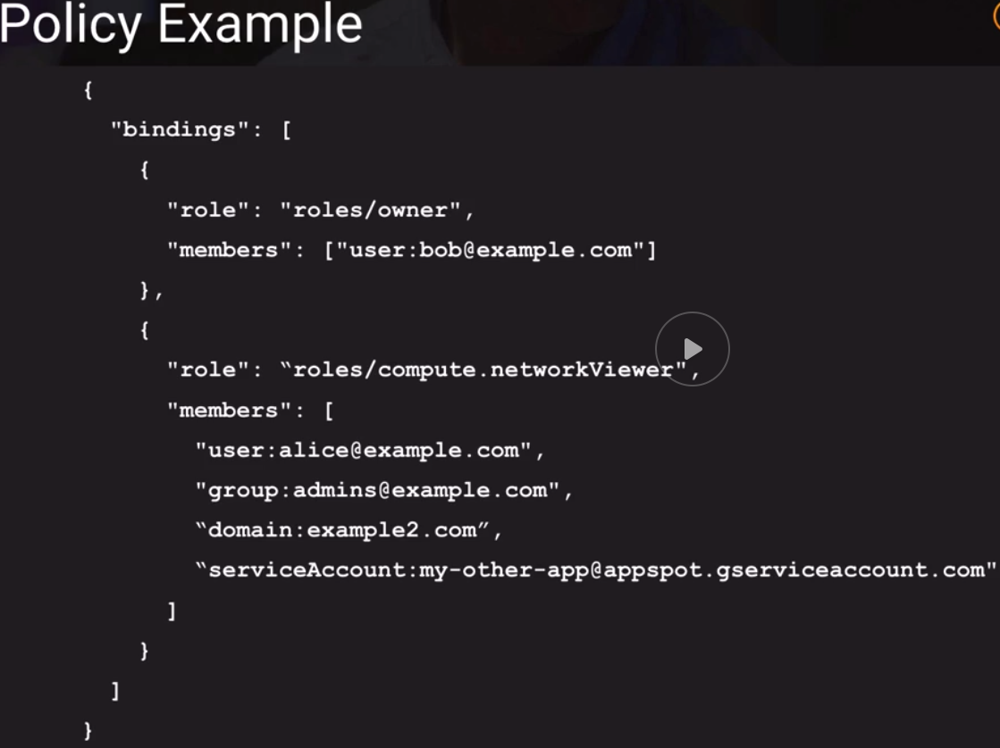 Policy Example
{
"bindings": [
{
"role": "roles/owner",
"members": ["user:bob@example.com"]
},
{
"role": “roles/compute.networkViewer",
"members": [
"user:alice@example.com",
"group:admins@example.com",
“domain:example2.com”,
“serviceAccount:my-other-app@appspot.gserviceaccount.com"
]
}
]
}